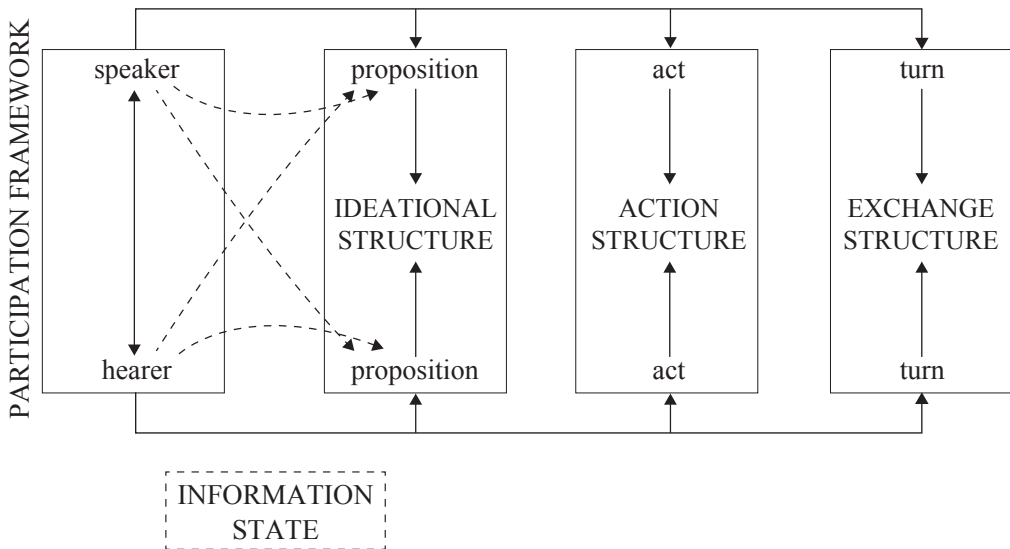 PARTICIPATION FRAMEWORK
speaker
proposition
act
turn
IDEATIONAL
STRUCTURE
ACTION
STRUCTURE
EXCHANGE
STRUCTURE
hearer
proposition
act
turn
INFORMATION
STATE